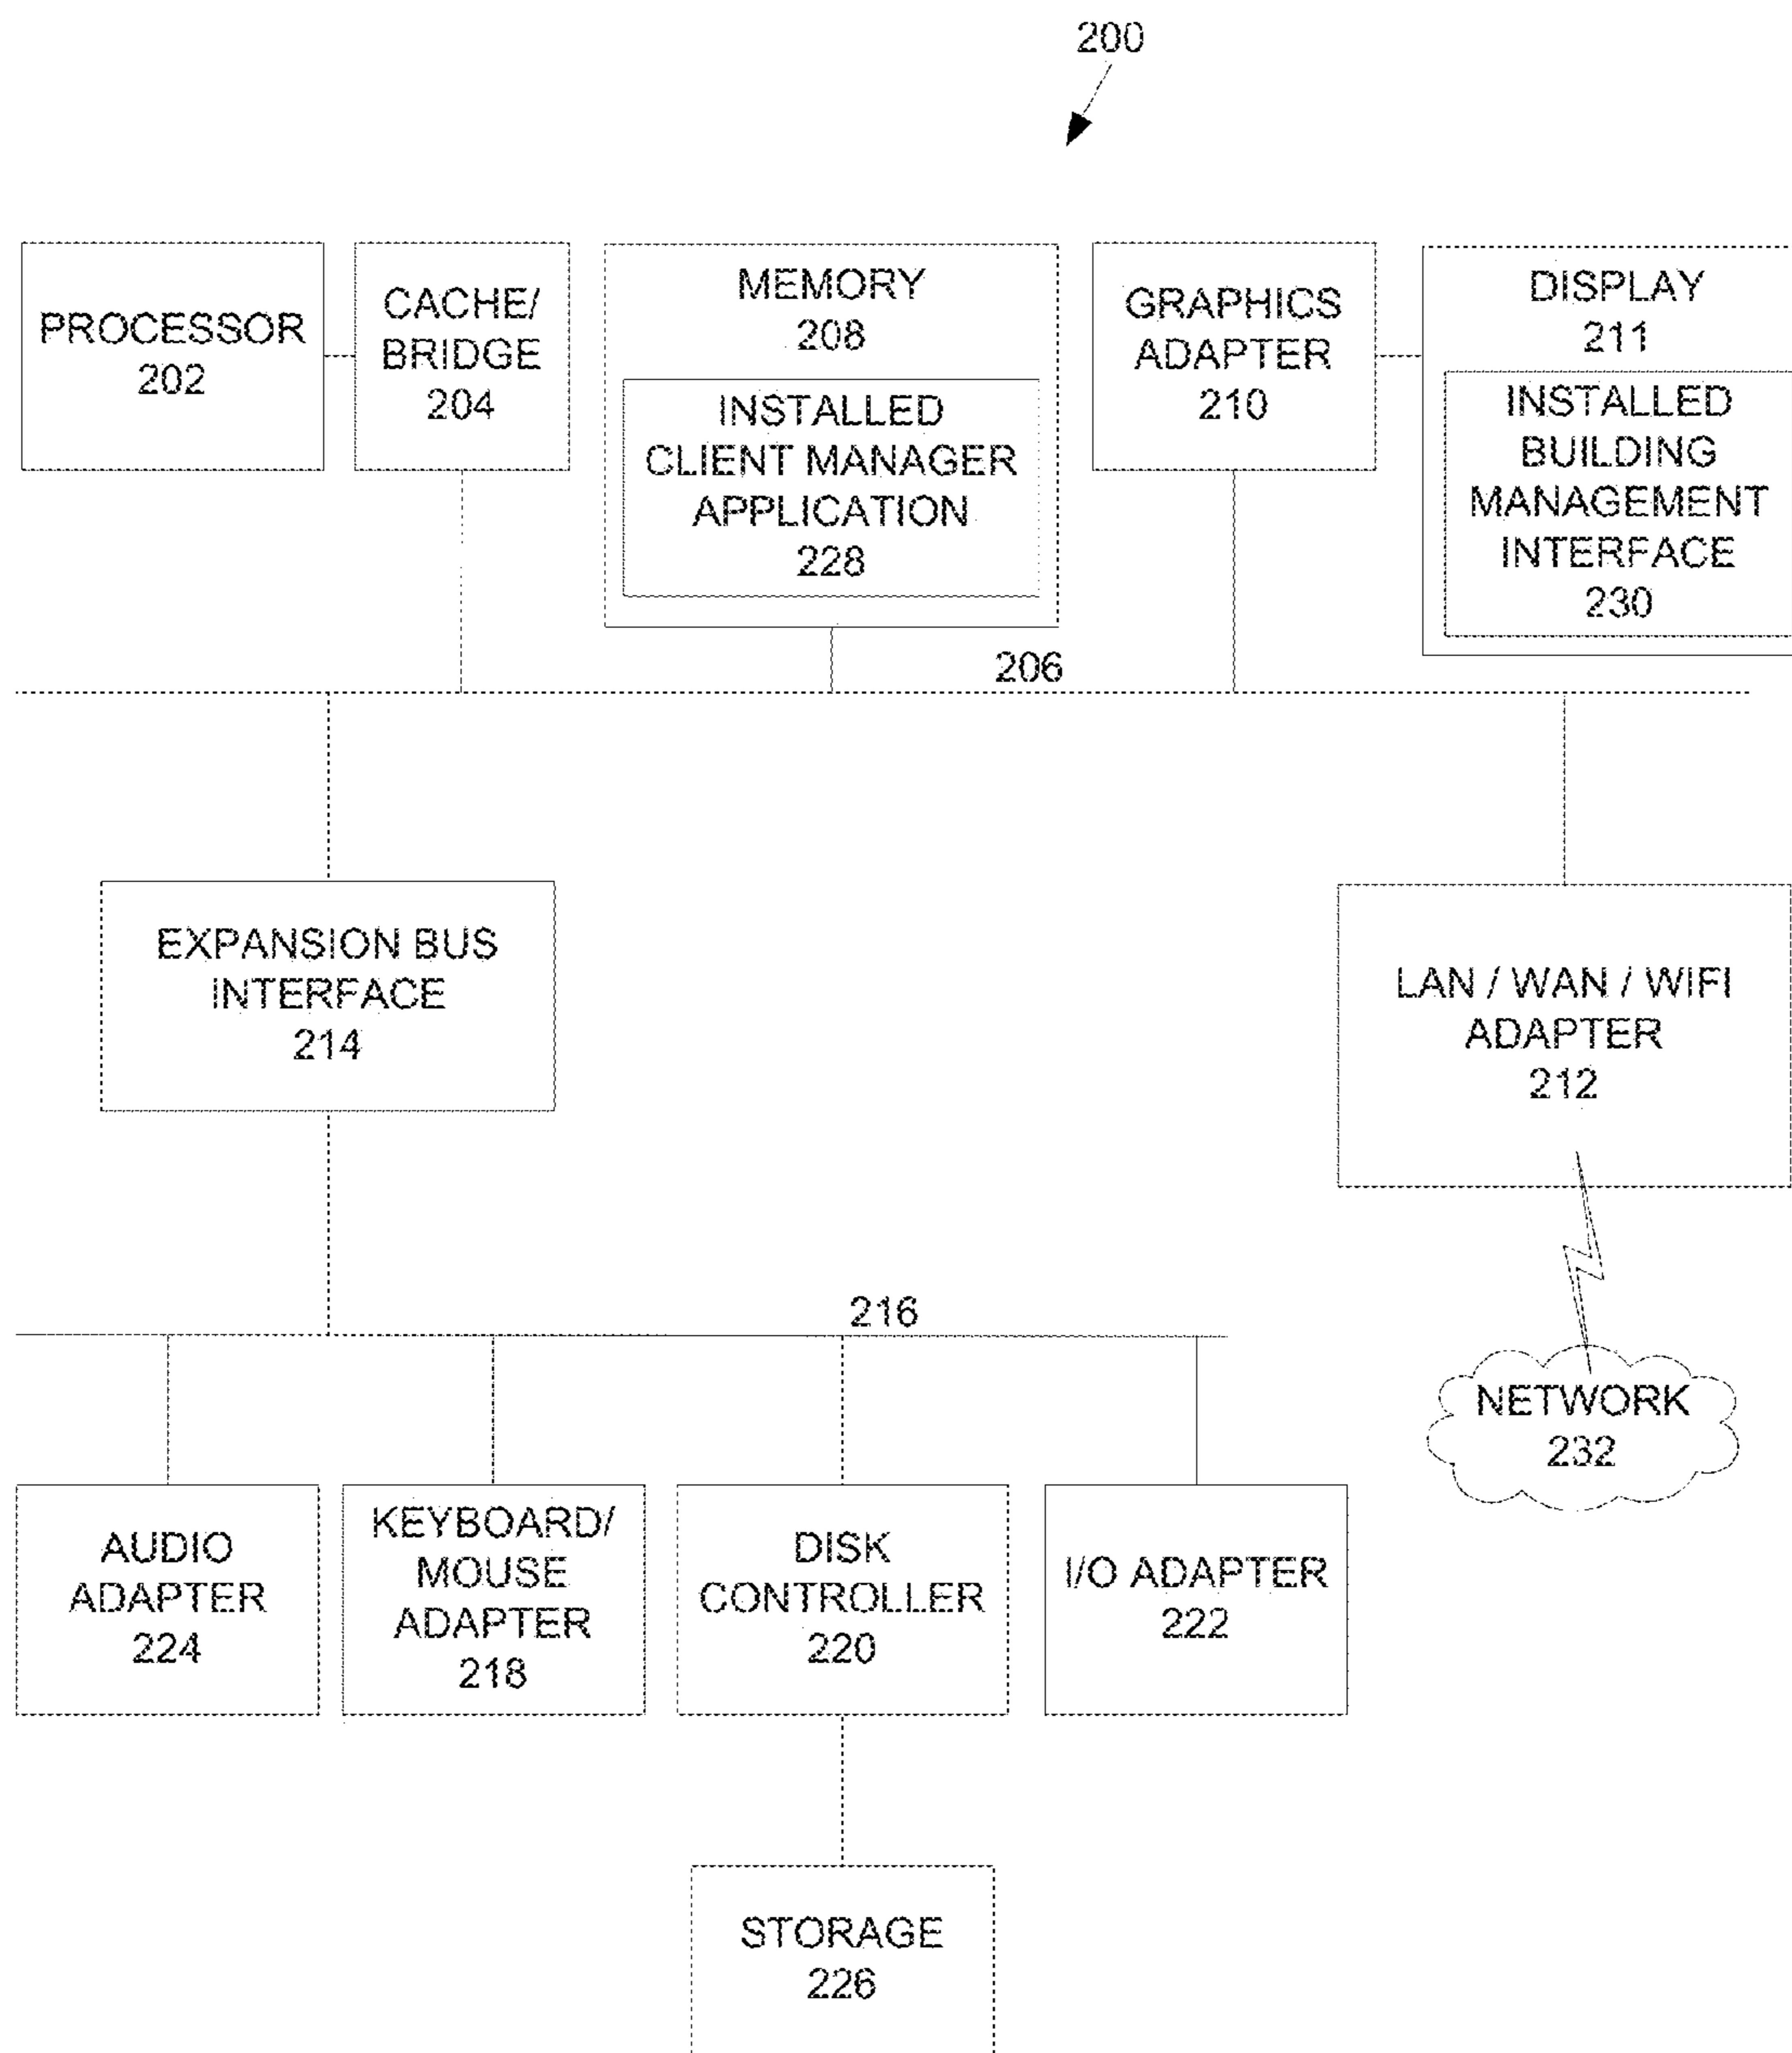 200
PROCESSOR
202
CACHE/
BRIDGE
204
MEMORY
208
INSTALLED
CLIENT MANAGER
APPLICATION
228
GRAPHICS
ADAPTER
210
DISPLAY
211
INSTALLED
BUILDING
MANAGEMENT
INTERFACE
230
206
EXPANSION BUS
INTERFACE
214
LAN / WAN / WIFI
ADAPTER
212
216
NETWORK
232
AUDIO
ADAPTER
224
KEYBOARD/
MOUSE
ADAPTER
218
DISK
CONTROLLER
220
I/O ADAPTER
222
STORAGE
226